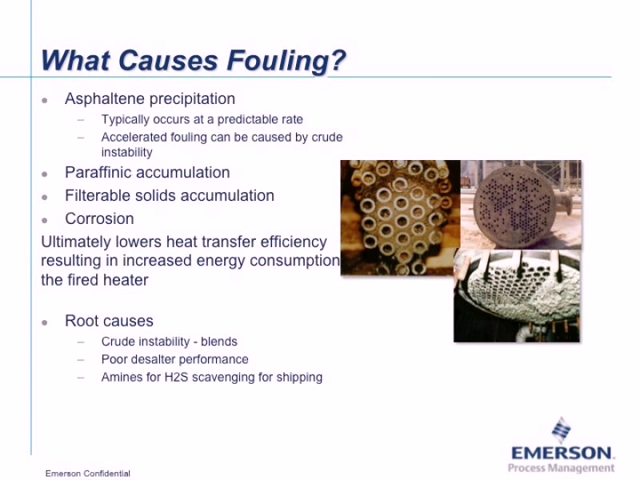 What Causes Fouling?
Asphaltene precipitation
– Typically occurs at a predictable rate
– Accelerated fouling can be caused by crude
instability
Paraffinic accumulation
Filterable solids accumulation
Corrosion
Ultimately lowers heat transfer efficiency
resulting in increased energy consumption
the fired heater
Root causes
– Crude instability - blends
– Poor desalter performance
– Amines for H2S scavenging for shipping
EMERSON
Process Management
Emerson Confidential